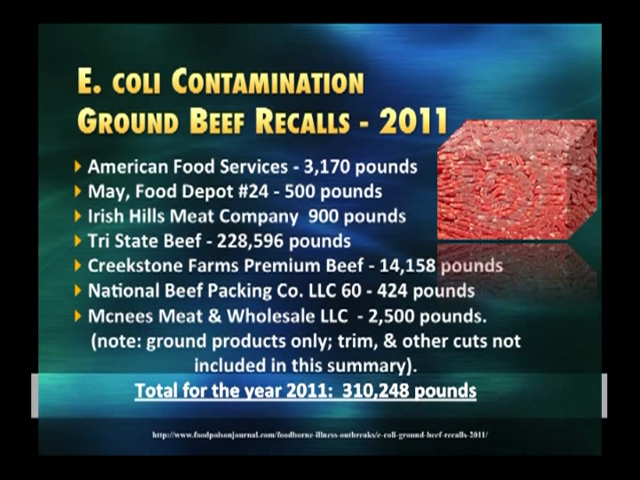 E. COLI CONTAMINATION
GROUND BEEF RECALLS - 2011
American Food Services - 3,170 pounds
May, Food Depot #24 - 500 pounds
Irish Hills Meat Company  900 pounds
Tri State Beef - 228,596 pounds
Creekstone Farms Premium Beef - 14,158 pounds
National Beef Packing Co. LLC 60 - 424 pounds
Mcnees Meat & Wholesale LLC  - 2,500 pounds.
(note: ground products only; trim, & other cuts not
included in this summary).
Total for the year 2011:  310,248 pounds
http://www.foodpoisonjournal.com/foodborne-illness-outbreaks/e-coli-ground-beef-recalls-2011/